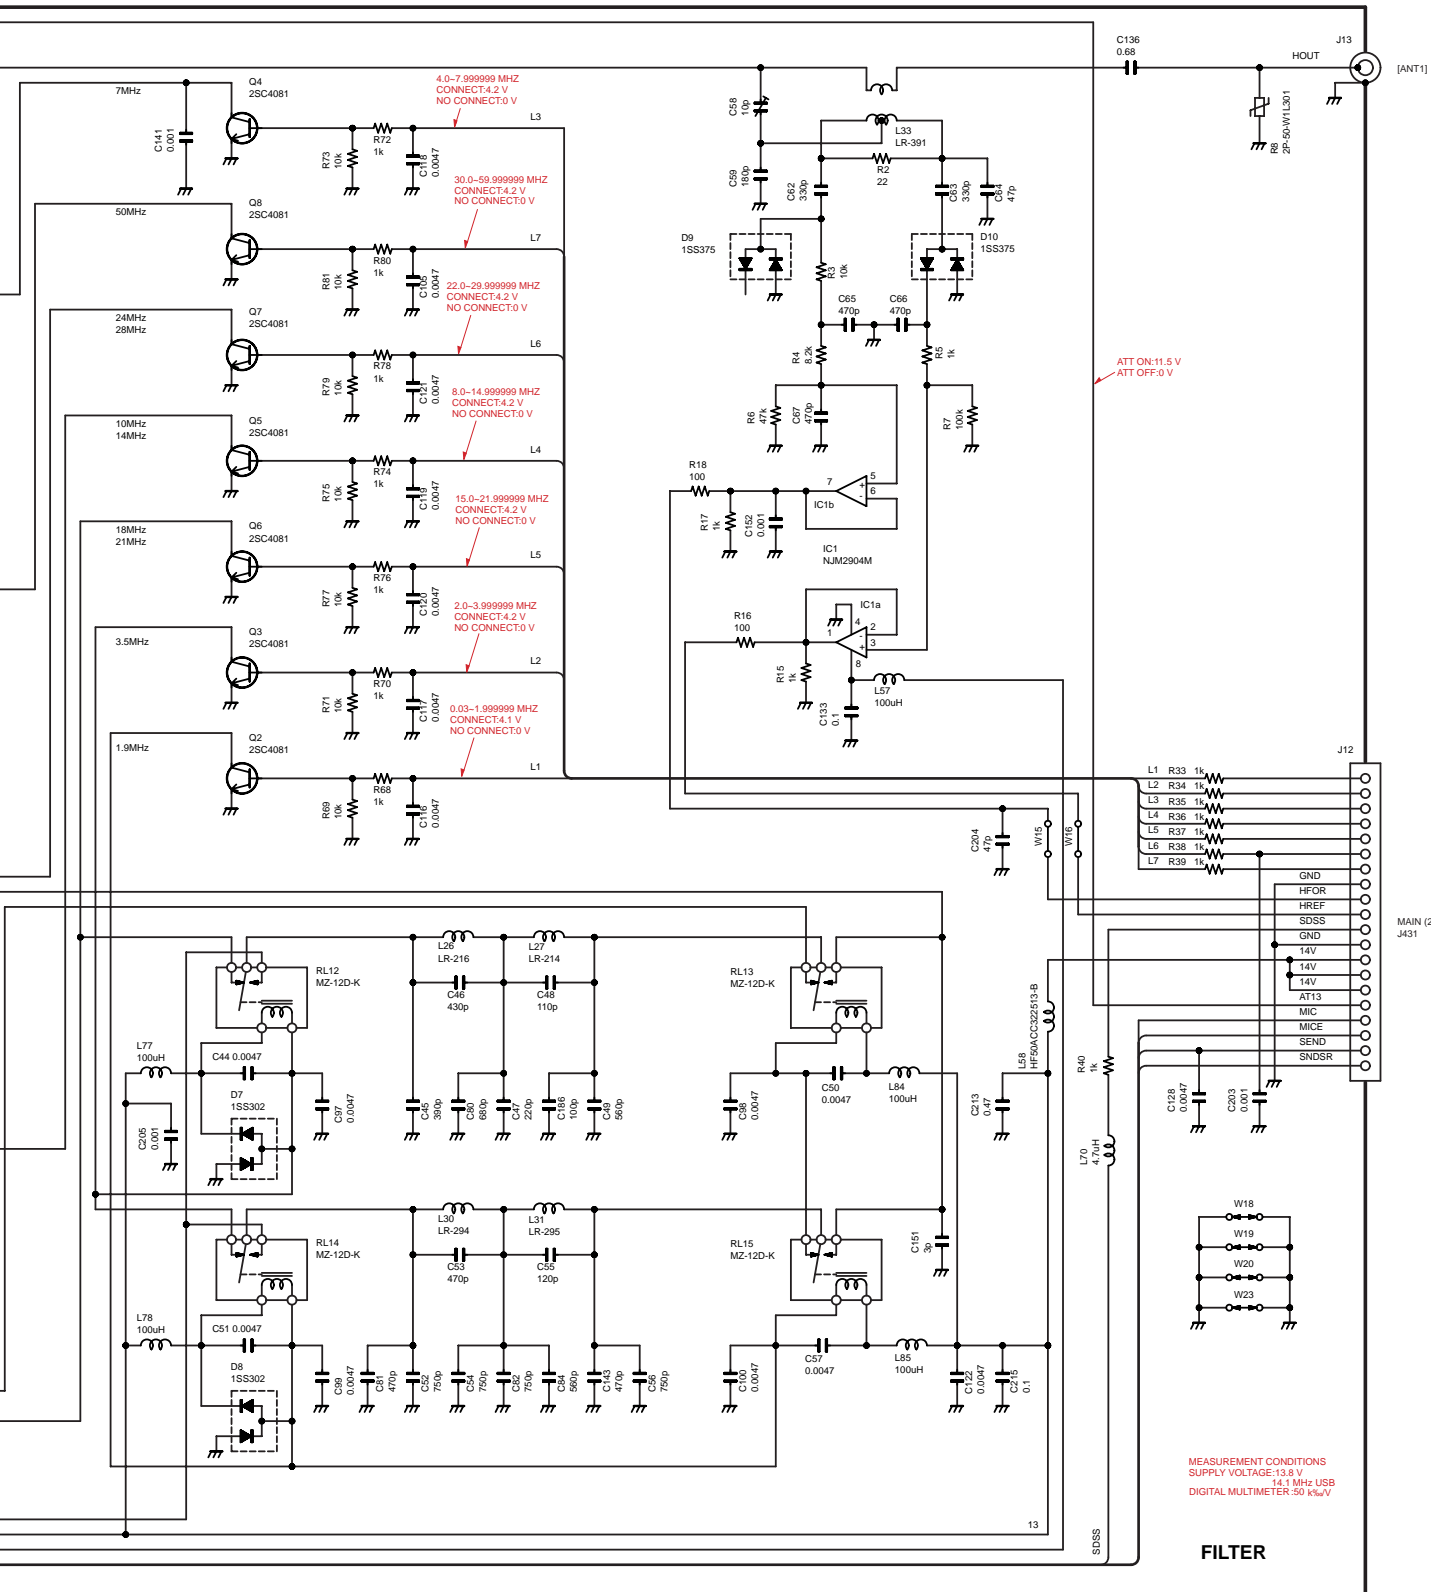 C136
0.68
J13
HOUT
[ANT1]
R8
2P-50-W1L301
Q4
2SC4081
7MHz
C141
0.001
4.0–7.999999 MHZ
CONNECT:4.2 V
NO CONNECT:0 V
L3
R72
1k
R73
10k
C118
0.0047
C58
10p
L33
LR-391
C59
180p
R2
22
C62
330p
C63
330p
C64
47p
30.0–59.999999 MHZ
CONNECT:4.2 V
NO CONNECT:0 V
50MHz
Q8
2SC4081
L7
R80
1k
R81
10k
C105
0.0047
D9
1SS375
D10
1SS375
R3
10k
C65
470p
C66
470p
22.0–29.999999 MHZ
CONNECT:4.2 V
NO CONNECT:0 V
24MHz
28MHz
Q7
2SC4081
L6
R78
1k
R79
10k
C121
0.0047
R4
8.2k
R5
1k
ATT ON:11.5 V
ATT OFF:0 V
8.0–14.999999 MHZ
CONNECT:4.2 V
NO CONNECT:0 V
R6
47k
C67
470p
R7
100k
10MHz
14MHz
Q5
2SC4081
L4
R74
1k
R75
10k
C119
0.0047
R18
100
7
5
6
+
-
IC1b
R17
1k
C152
0.001
15.0–21.999999 MHZ
CONNECT:4.2 V
NO CONNECT:0 V
18MHz
21MHz
Q6
2SC4081
L5
R76
1k
R77
10k
C120
0.0047
IC1
NJM2904M
2.0–3.999999 MHZ
CONNECT:4.2 V
NO CONNECT:0 V
R16
100
IC1a
4
1
2
3
-
+
8
3.5MHz
Q3
2SC4081
L2
R70
1k
R71
10k
C117
0.0047
R15
1k
L57
100uH
C133
0.1
0.03–1.999999 MHZ
CONNECT:4.1 V
NO CONNECT:0 V
1.9MHz
Q2
2SC4081
L1
R68
1k
R69
10k
C116
0.0047
J12
L1 R33 1k
L2 R34 1k
L3 R35 1k
L4 R36 1k
L5 R37 1k
L6 R38 1k
L7 R39 1k
C204
47p
W15
W16
GND
HFOR
HREF
SDSS
GND
14V
14V
14V
AT13
MIC
MICE
SEND
SNDSR
MAIN (2
J431
RL12
MZ-12D-K
L26
LR-216
L27
LR-214
C46
430p
C48
110p
RL13
MZ-12D-K
L58
HF50ACC322513-B
L77
100uH
C44 0.0047
D7
1SS302
C205
0.001
C97
0.0047
C45
390p
C80
680p
C47
220p
C186
100p
C49
560p
C98
0.0047
C50
0.0047
L84
100uH
C213
0.47
R40
1k
C128
0.0047
C203
0.001
L70
4.7uH
RL14
MZ-12D-K
L30
LR-294
L31
LR-295
C53
470p
C55
120p
RL15
MZ-12D-K
C151
3p
W18
W19
W20
W23
L78
100uH
C51 0.0047
D8
1SS302
C99
0.0047
C81
470p
C52
750p
C54
750p
C82
750p
C84
560p
C143
470p
C56
750p
C100
0.0047
C57
0.0047
L85
100uH
C122
0.0047
C215
0.1
MEASUREMENT CONDITIONS
SUPPLY VOLTAGE:13.8 V
14.1 MHz USB
DIGITAL MULTIMETER:50 k‰/V
13
SDSS
FILTER